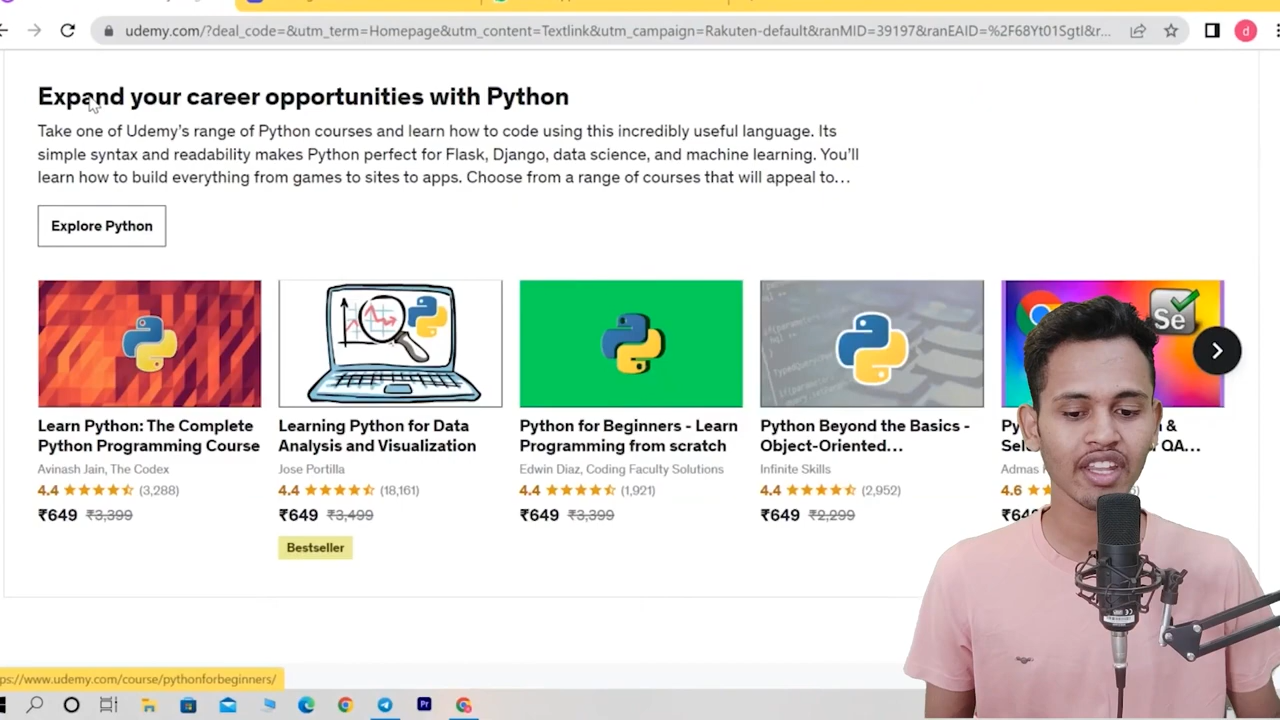 udemy.com/?deal_code=&utm_term=Homepage&utm_content=Textlink&utm_campaign=Rakuten-default&ranMID=39197&ranEAID=%2F68Yt01SgtI&r...
d
Expand your career opportunities with Python
Take one of Udemy's range of Python courses and learn how to code using this incredibly useful language. Its
simple syntax and readability makes Python perfect for Flask, Django, data science, and machine learning. You'll
learn how to build everything from games to sites to apps. Choose from a range of courses that will appeal to...
Explore Python
Se
Learn Python: The Complete
Python Programming Course
Avinash Jain, The Codex
4.4 (3,288)
₹649 ₹3,399
Learning Python for Data
Analysis and Visualization
Jose Portilla
4.4 (18,161)
₹649 ₹3,499
Bestseller
Python for Beginners - Learn
Programming from scratch
Edwin Diaz, Coding Faculty Solutions
4.4 (1,921)
₹649 ₹3,399
Python Beyond the Basics -
Object-Oriented...
Infinite Skills
4.4 (2,952)
₹649 ₹2,299
&
QA...
Admas
4.6
ps://www.udemy.com/course/pythonforbeginners/
Pr